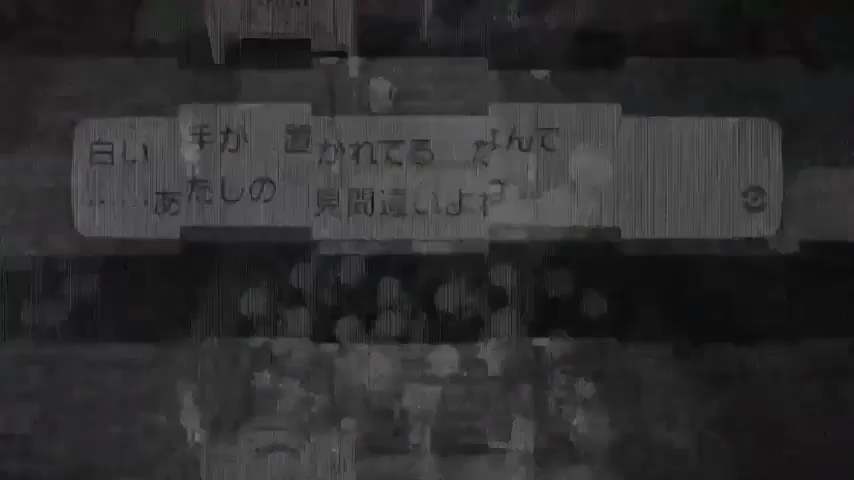 白い 手が 置かれてる なんて
……あたしの 見間違いよね